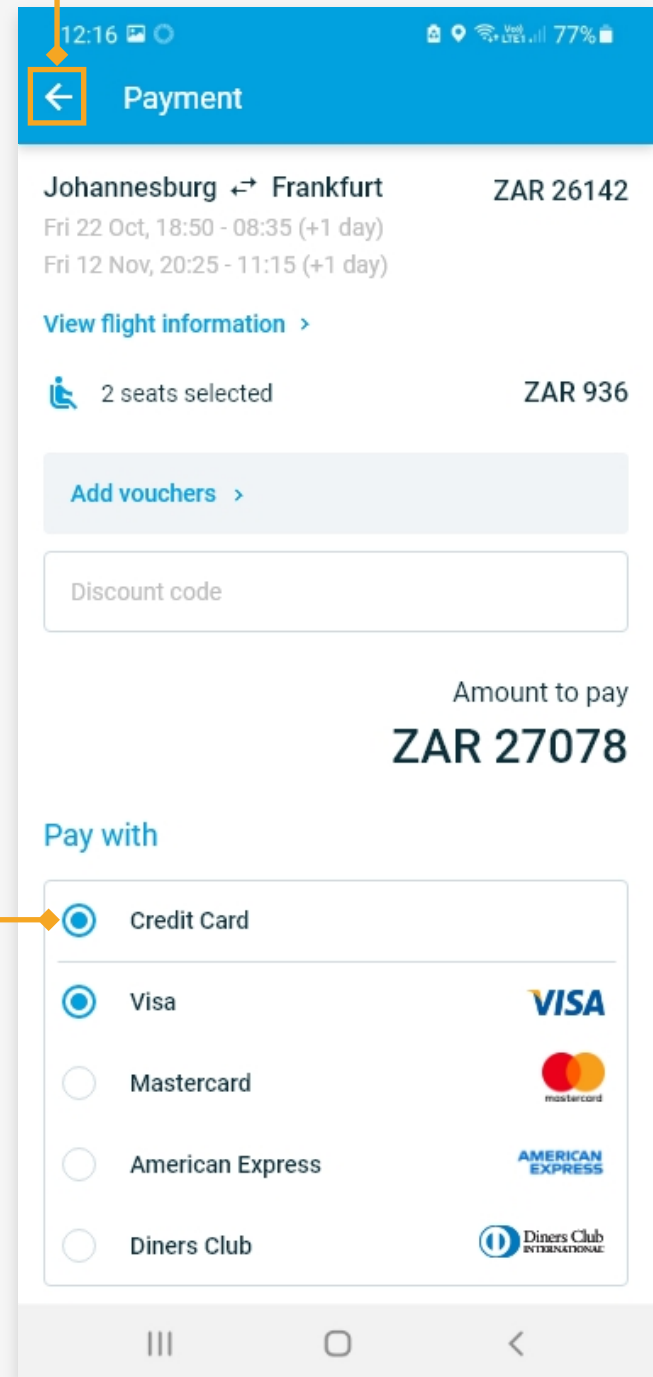 12:16 77%
Payment
Johannesburg Frankfurt ZAR 26142
Fri 22 Oct, 18:50 - 08:35 (+1 day)
Fri 12 Nov, 20:25 - 11:15 (+1 day)
View flight information >
2 seats selected ZAR 936
Add vouchers >
Discount code
Amount to pay
ZAR 27078
Pay with
Credit Card
Visa VISA
Mastercard mastercard
American Express AMERICAN EXPRESS
Diners Club Diners Club INTERNATIONAL